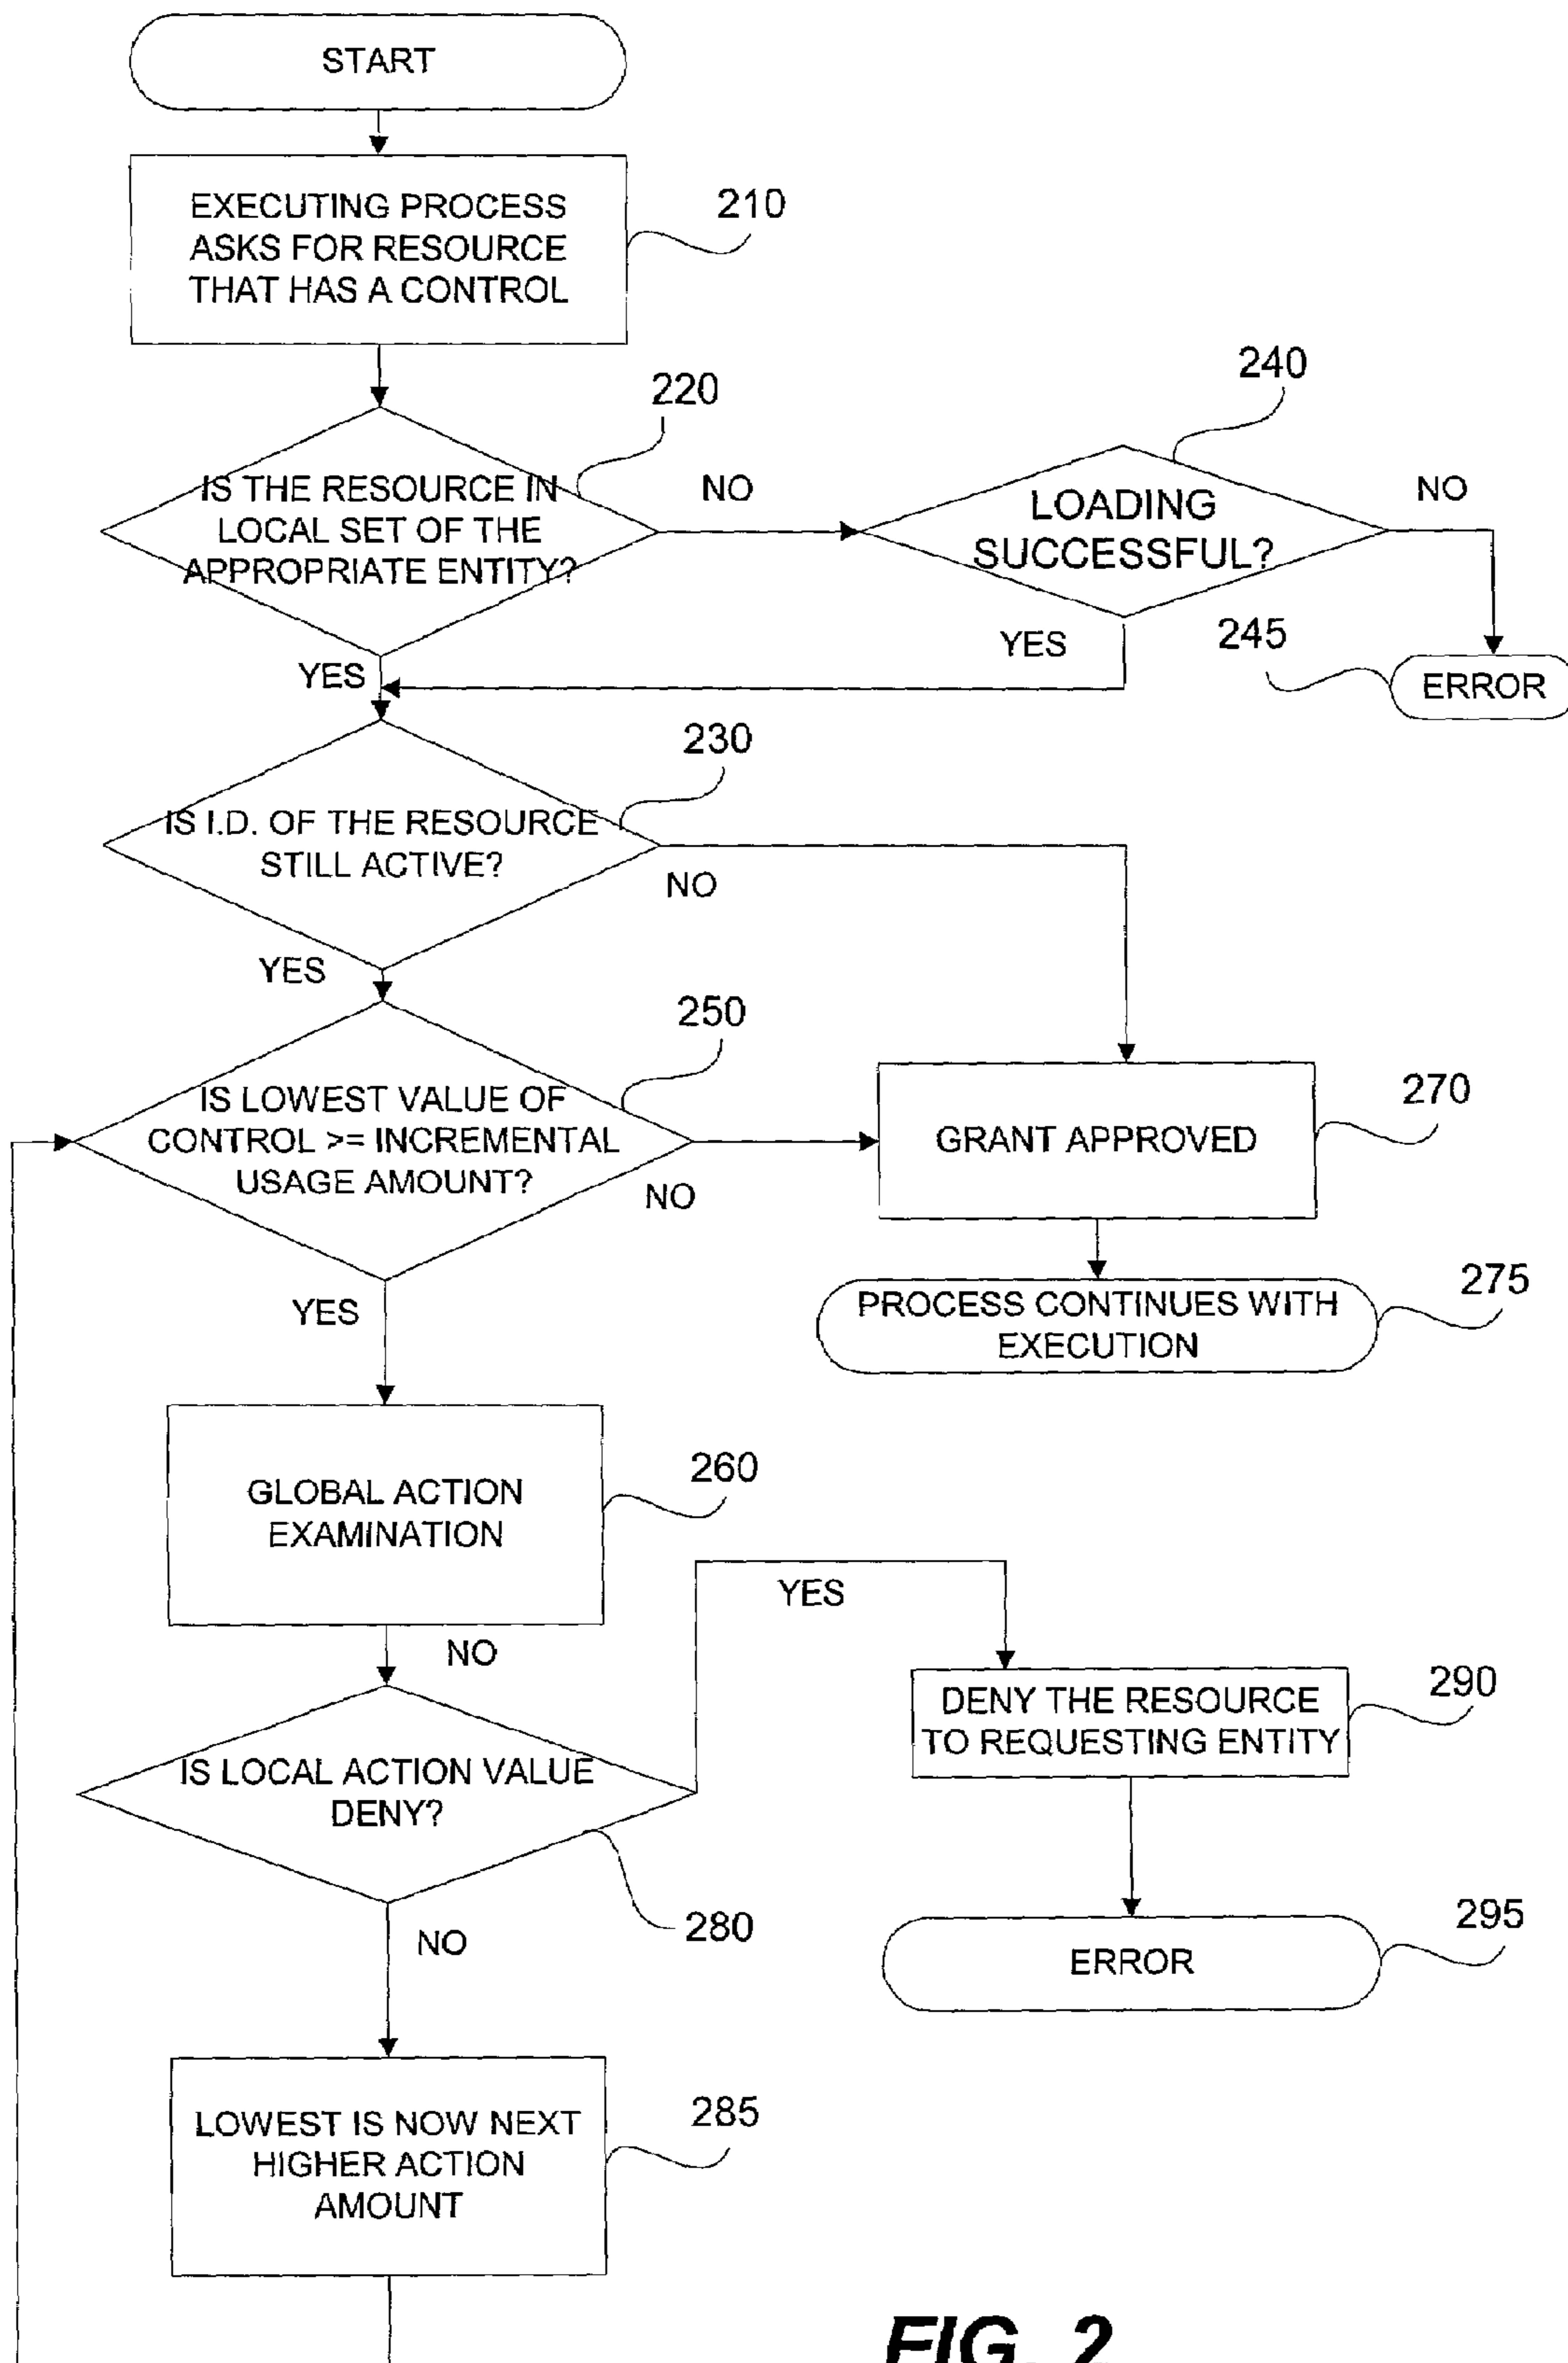 START
EXECUTING PROCESS
ASKS FOR RESOURCE
THAT HAS A CONTROL
210
220
IS THE RESOURCE IN
LOCAL SET OF THE
APPROPRIATE ENTITY?
NO
240
LOADING
SUCCESSFUL?
NO
YES
YES
245
ERROR
230
IS I.D. OF THE RESOURCE
STILL ACTIVE?
NO
YES
250
IS LOWEST VALUE OF
CONTROL >= INCREMENTAL
USAGE AMOUNT?
NO
YES
GRANT APPROVED
270
PROCESS CONTINUES WITH
EXECUTION
275
GLOBAL ACTION
EXAMINATION
260
NO
YES
IS LOCAL ACTION VALUE
DENY?
280
NO
DENY THE RESOURCE
TO REQUESTING ENTITY
290
ERROR
295
LOWEST IS NOW NEXT
HIGHER ACTION
AMOUNT
285
FIG. 2